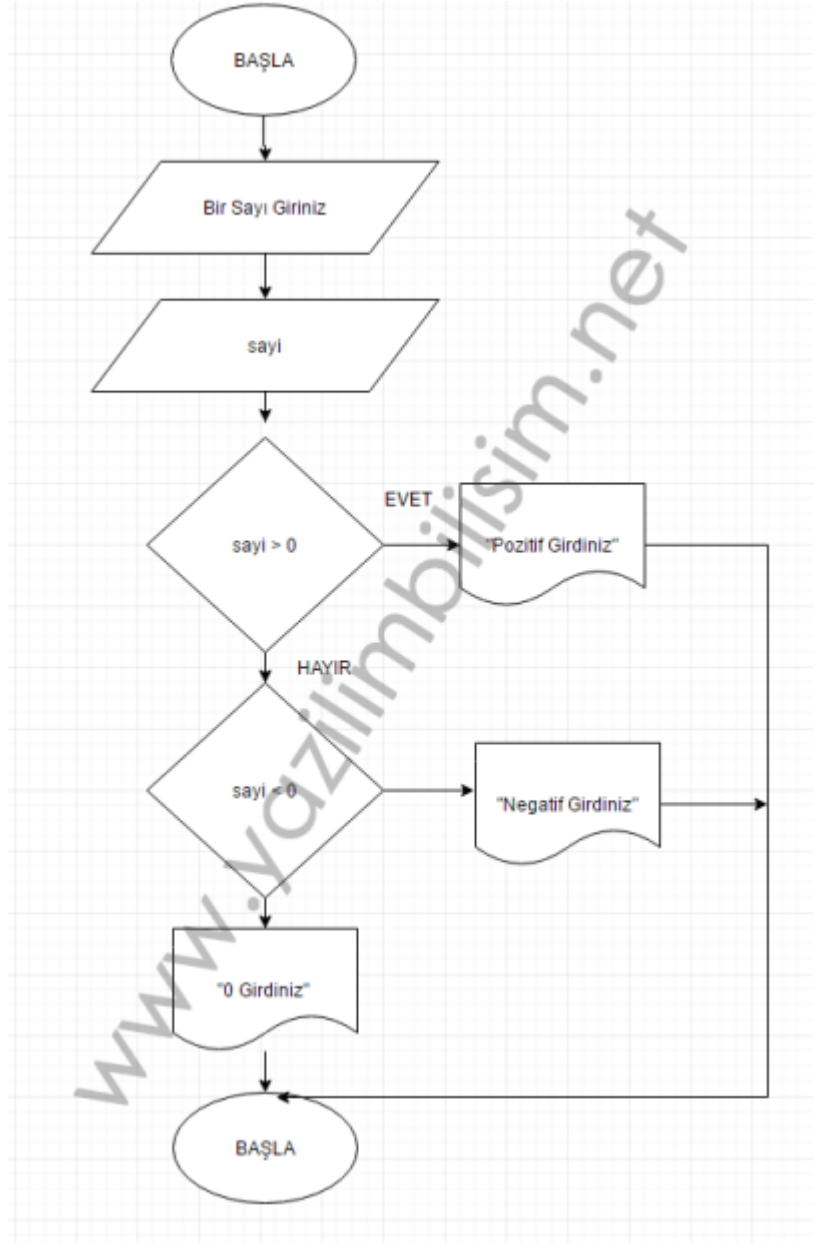 BAŞLA
Bir Sayı Giriniz
sayi
sayi > 0
EVET
"Pozitif Girdiniz"
HAYIR
sayi < 0
"Negatif Girdiniz"
"0 Girdiniz"
BAŞLA
www.yazilimbilisim.net